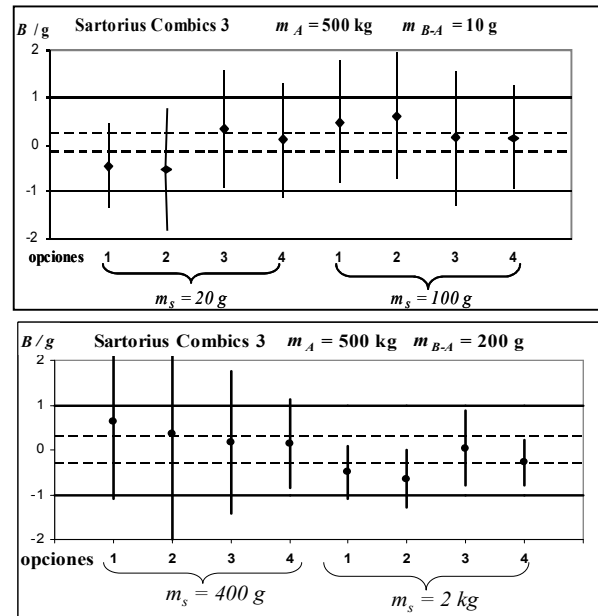 B / g Sartorius Combics 3 m A = 500 kg m B-A = 10 g
2
1
0
-1
-2
opciones 1 2 3 4 1 2 3 4
m s = 20 g m s = 100 g
B / g Sartorius Combics 3 m A = 500 kg m B-A = 200 g
2
1
0
-1
-2
opciones 1 2 3 4 1 2 3 4
m s = 400 g m s = 2 kg